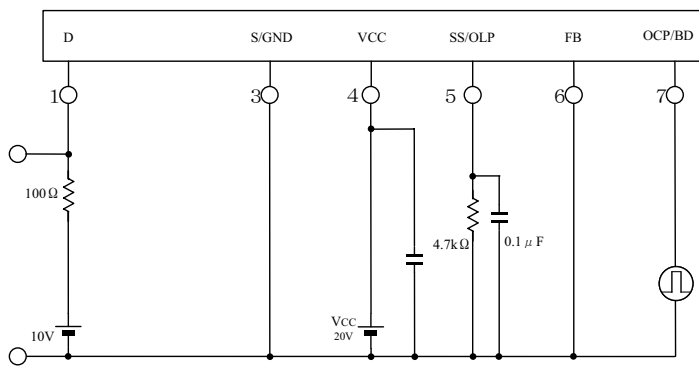 D S/GND VCC SS/OLP FB OCP/BD
1 3 4 5 6 7
100Ω
4.7kΩ 0.1μF
10V
VCC
20V